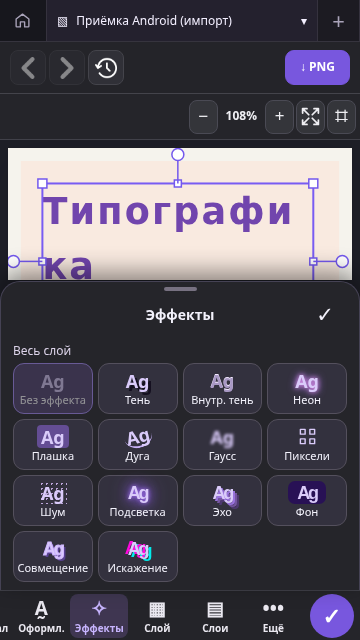 Приёмка Android (импорт)
↓ PNG
108%
Типографи
ка
Эффекты
Весь слой
Ag Ag Ag Ag
Без эффекта Тень Внутр. тень Неон
Ag Ag Ag
Плашка Дуга Гаусс Пиксели
Ag Ag Ag Ag
Шум Подсветка Эхо Фон
Ag Ag
Совмещение Искажение
ал Оформл. Эффекты Слой Слои Ещё